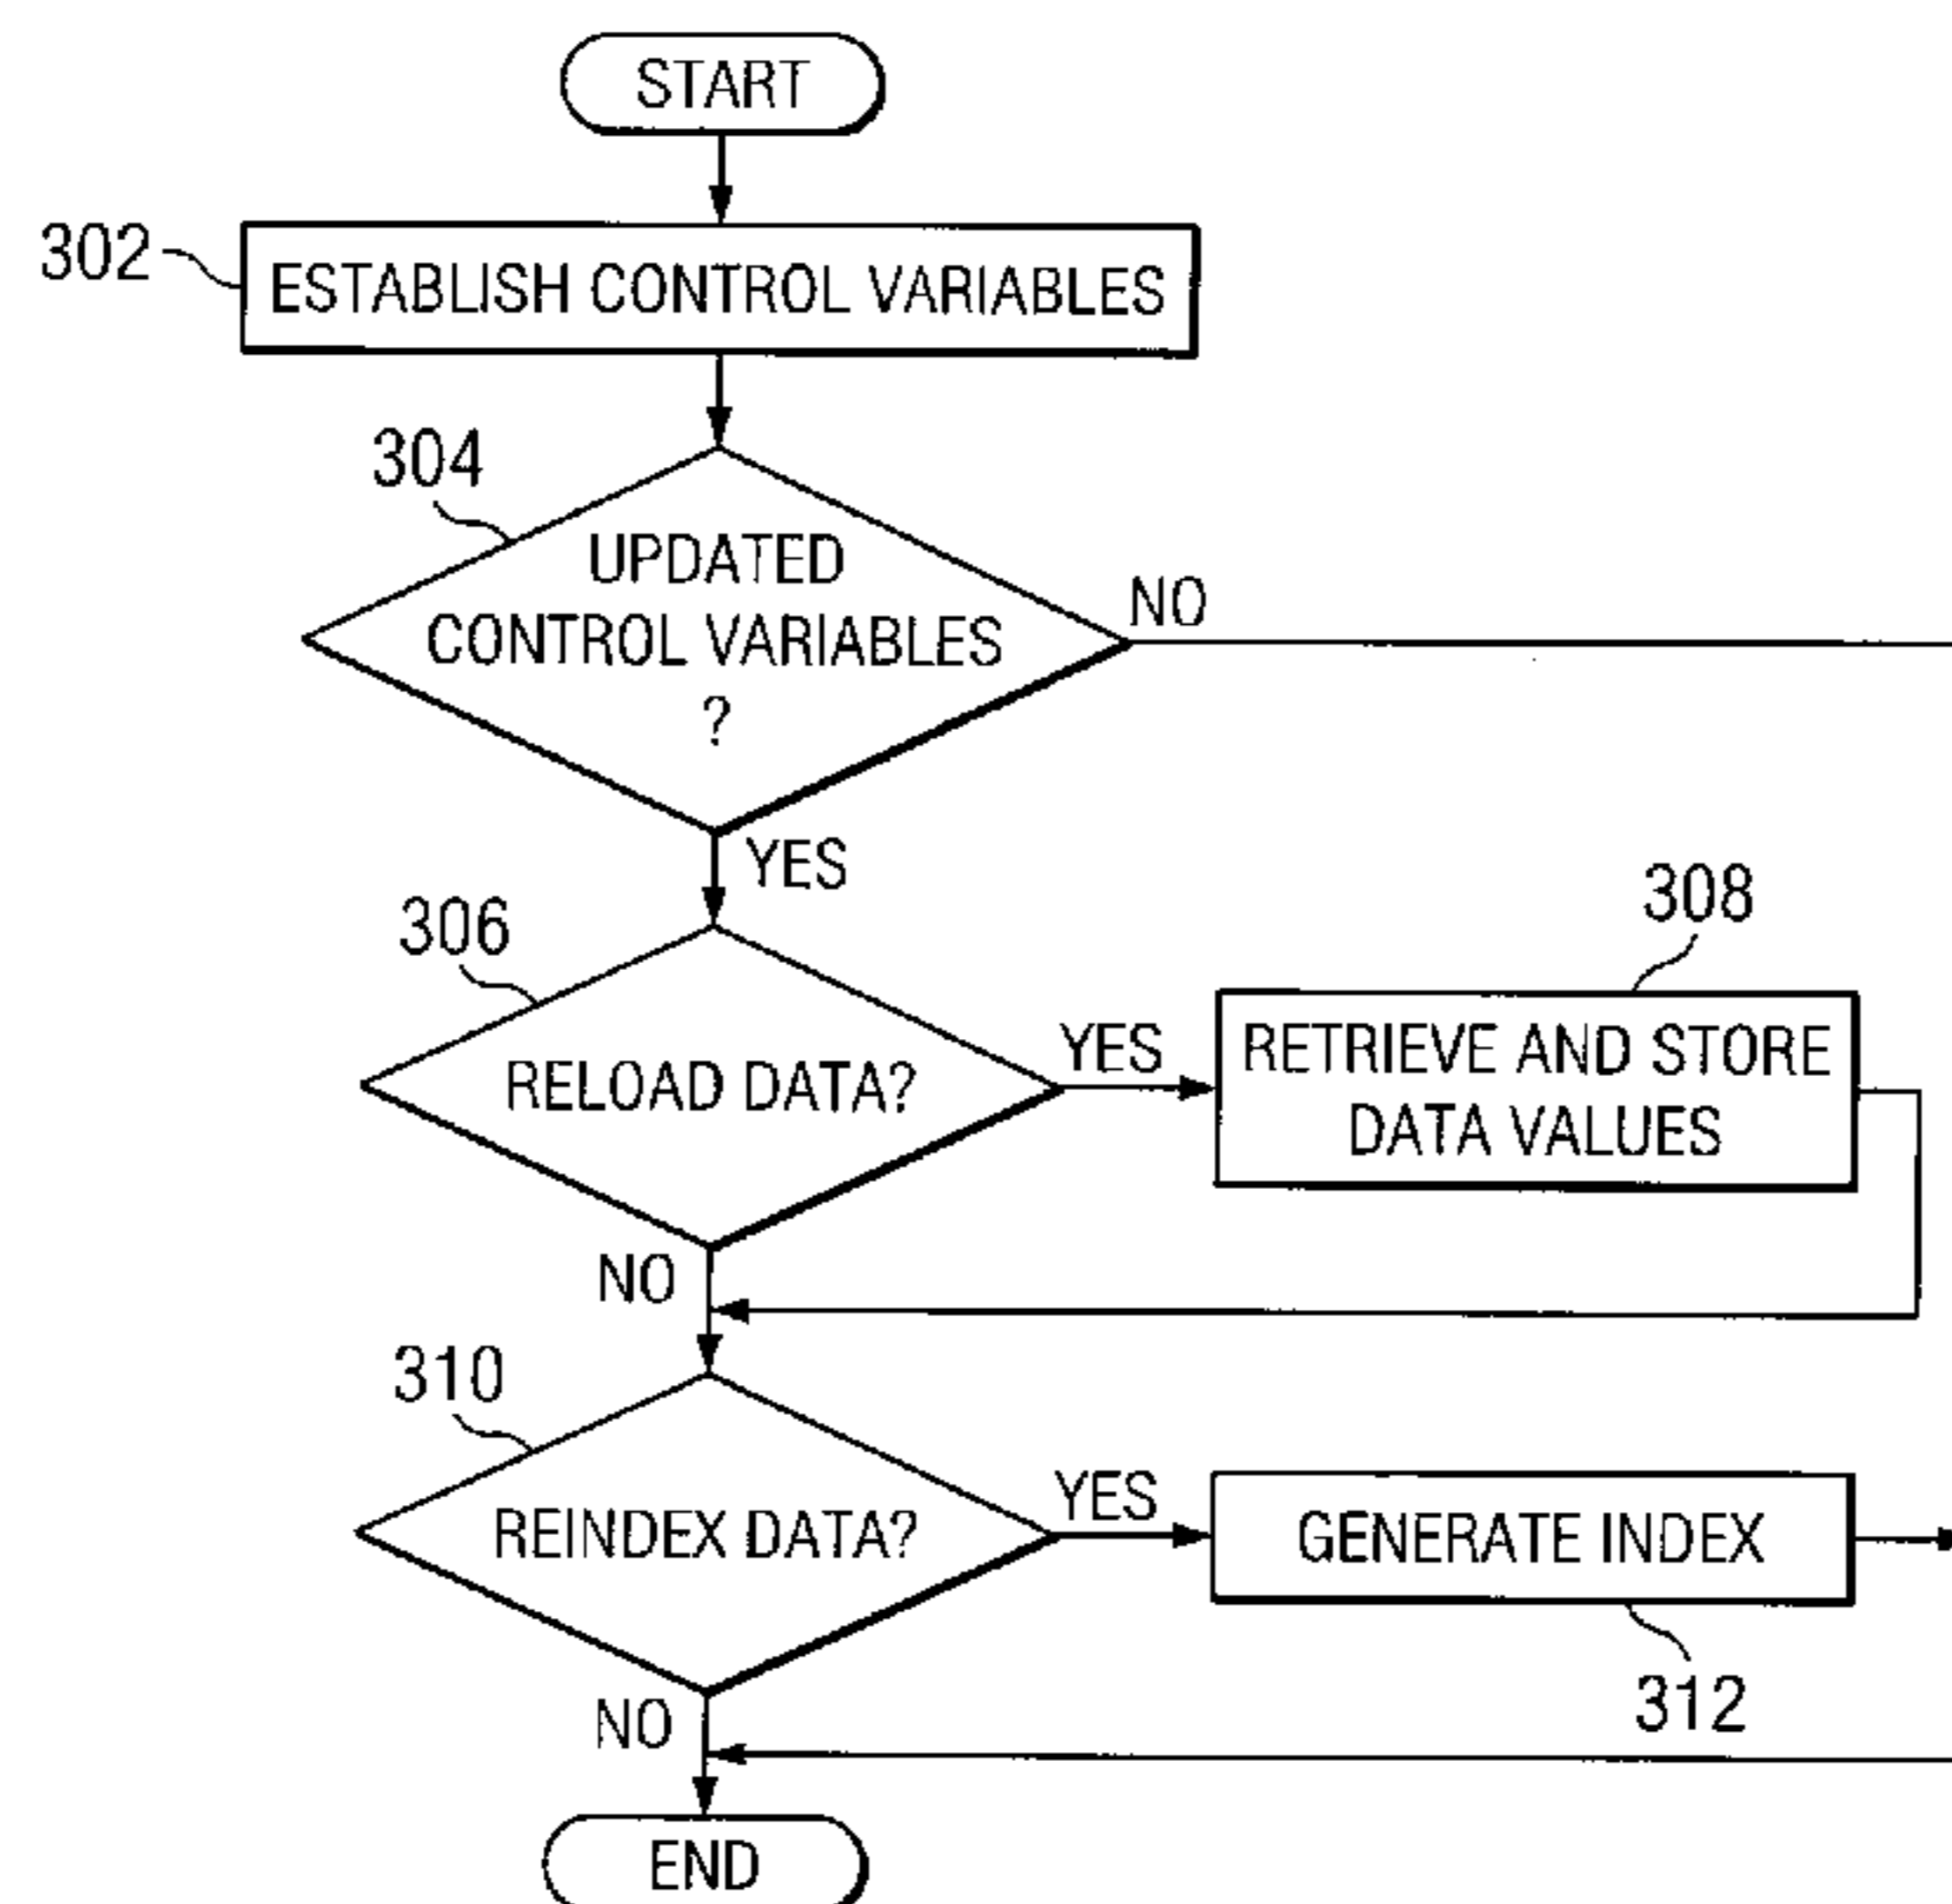 START
302
ESTABLISH CONTROL VARIABLES
304
UPDATED
CONTROL VARIABLES
?
NO
YES
306
RELOAD DATA?
YES
308
RETRIEVE AND STORE
DATA VALUES
NO
310
REINDEX DATA?
YES
GENERATE INDEX
312
NO
END